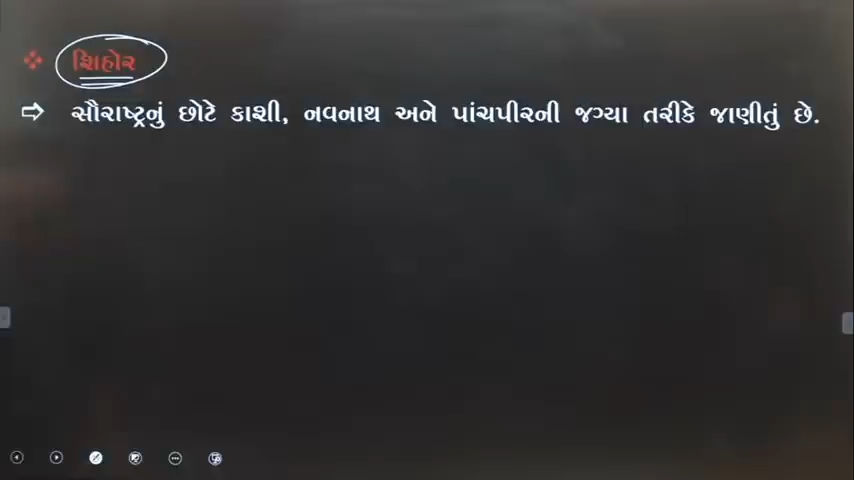 શિહોર
સૌરાષ્ટ્રનું છોટે કાશી, નવનાથ અને પાંચપીરની જગ્યા તરીકે જાણીતું છે.